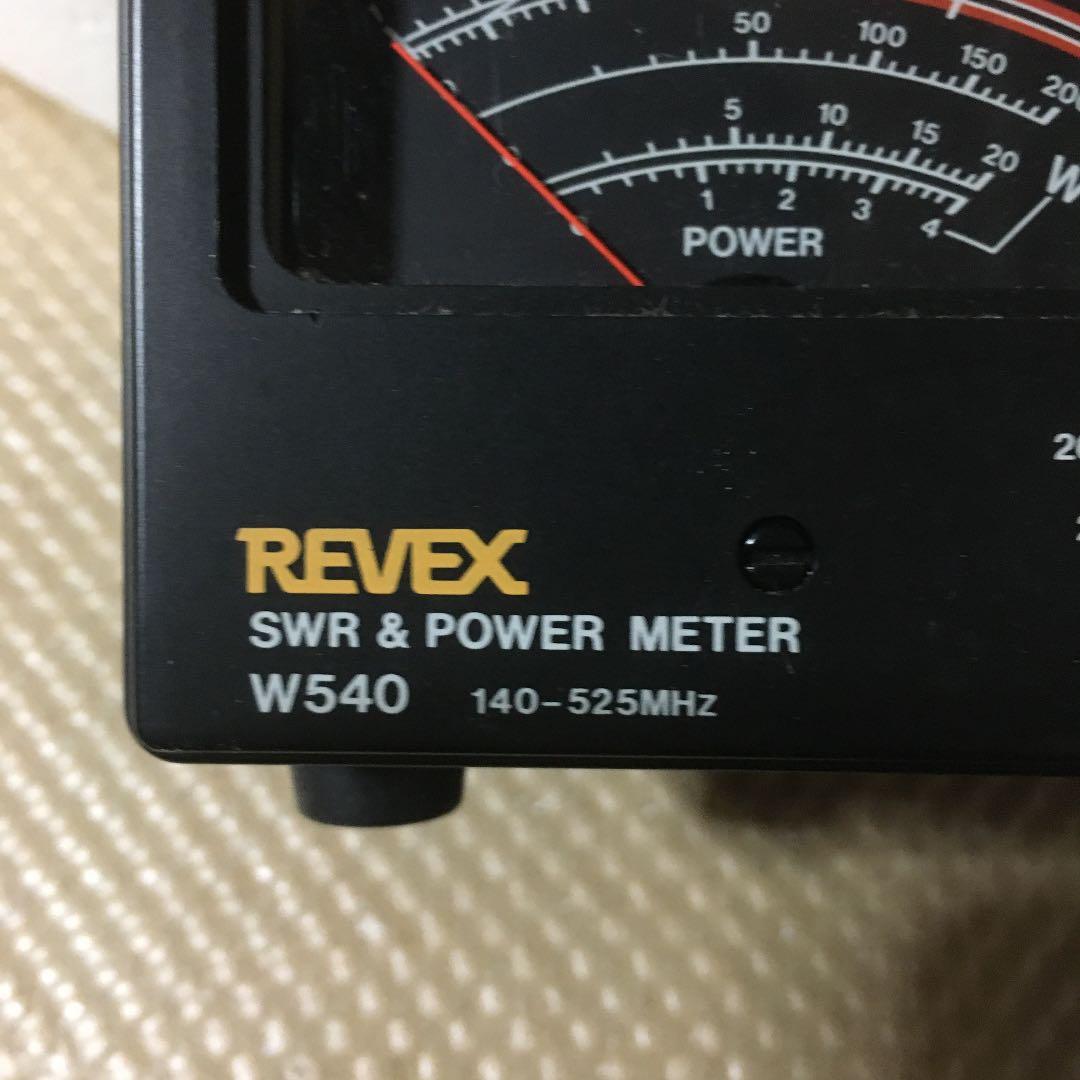 50 100 150 200
5 10 15 20
1 2 3 4
W
POWER
REVEX
SWR & POWER METER
W540 140-525MHz